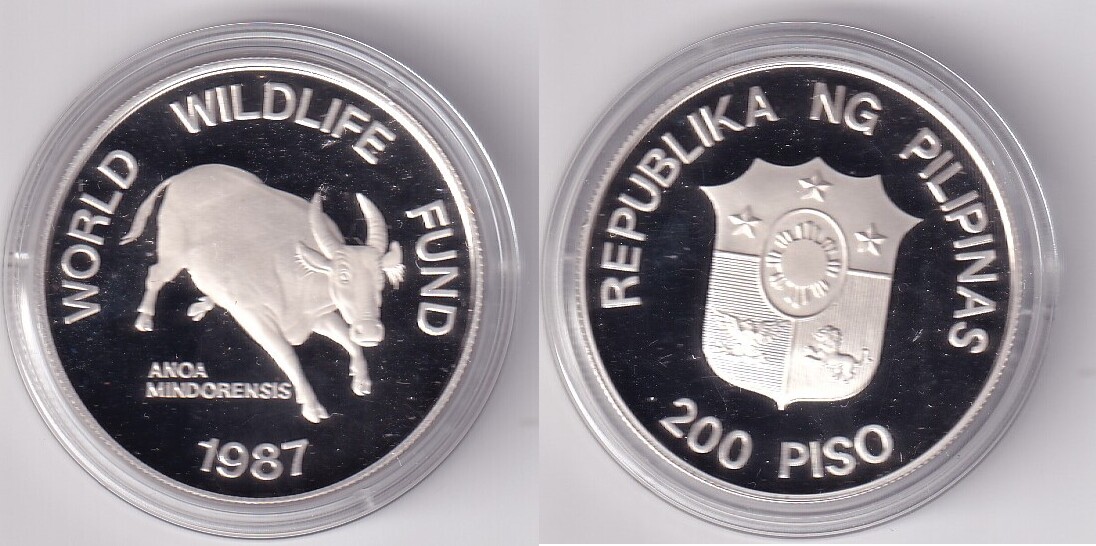 WORLD WILDLIFE FUND
ANOA
MINDORENSIS
1987
REPUBLIKA NG PILIPINAS
200 PISO